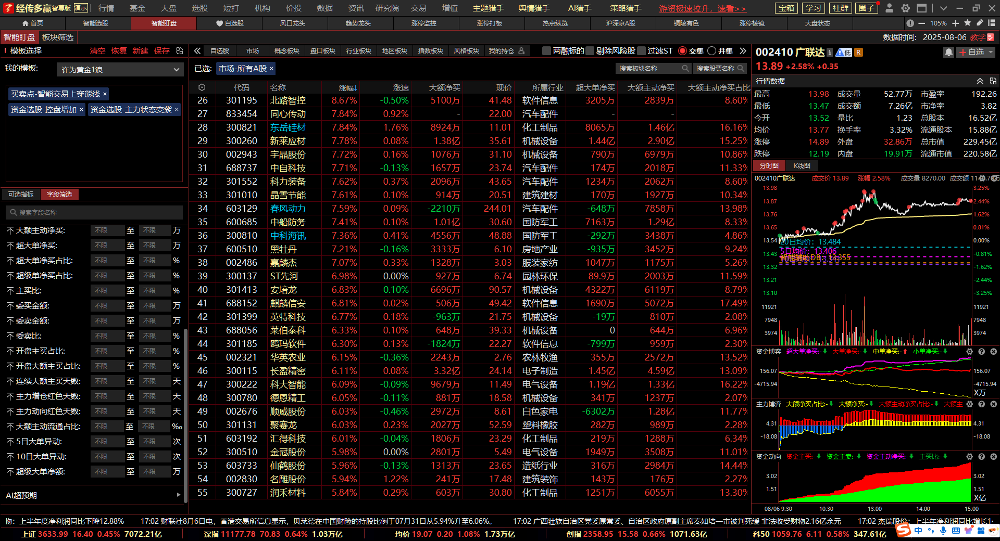 经传多赢 智尊版 演示 行情 基金 大盘 选股 短打 机构 价投 数据 资讯 研究院 交易 增值 主题猎手 舆情猎手 AI猎手 策略猎手 游资极速拉升，速看>> 宝箱 学习 社群 圈子
首页 智能选股 智能盯盘 自选股 风口龙头 趋势龙头 涨停监控 涨停打板 热点纵览 沪深京A股 铜陵有色 涨停棱镜 大盘状态 105%
智能盯盘 板块筛选 数据时间: 2025-08-06 教学
模板选择 清空 恢复 新建 保存
我的模板: 许为黄金1浪
买卖点-智能交易上穿熊线 ×
资金选股-控盘增加 × 资金选股-主力状态变紫 ×
可选指标 字段筛选
搜索字段名称
不 大额主动净买: 不限 至 不限 万
不 超大单净买: 不限 至 不限 万
不 超大单净买占比: 不限 至 不限 %
不 超级单净买占比: 不限 至 不限 %
不 主买比: 不限 至 不限 %
不 委买金额: 不限 至 不限 万
不 委卖金额: 不限 至 不限 万
不 委卖比: 不限 至 不限 %
不 开盘主买占比: 不限 至 不限 %
不 开盘大额主买占比: 不限 至 不限 %
不 连续大额主买天数: 不限 至 不限 天
不 主力增仓红色天数: 不限 至 不限 天
不 主力动向红色天数: 不限 至 不限 天
不 大额主动流通占比: 不限 至 不限 ‰
不 5日大单异动: 不限 至 不限 次
不 10日大单异动: 不限 至 不限 次
不 超级大单净额: 不限 至 不限 万
AI超预期
自选股 市场 概念板块 盘口板块 行业板块 地区板块 指数板块 风格板块 我的持仓 两融标的 剔除风险股 过滤ST 交集 并集
已选: 市场-所有A股 × 搜索板块名称 搜索股票名称
代码 名称 涨幅↓ 涨速 大额净买 现价 所属行业 超大单净买 大额主动净买 大额主动净买占比
26 301195 北路智控 8.67% -0.50% 5100万 41.48 软件信息 3205万 2839万 8.60%
27 833454 同心传动 7.84% 0.92% - 22.00 汽车配件 - -
28 300821 东岳硅材 7.84% 1.76% 8924万 11.01 化工制品 8065万 1.46亿 16.16%
29 300260 新莱应材 7.78% 0.08% 1.38亿 35.61 机械设备 1.44亿 2.90亿 15.25%
30 002943 宇晶股份 7.72% 0.16% 1076万 31.10 机械设备 790万 6979万 10.86%
31 688737 中自科技 7.71% -0.13% 1657万 23.74 汽车配件 174万 2018万 11.33%
32 301552 科力装备 7.62% 0.37% 2096万 43.65 汽车配件 1234万 2062万 8.60%
33 301010 晶雪节能 7.61% 0.10% 914万 20.51 建筑建材 170万 1927万 10.34%
34 603129 春风动力 7.59% 0.09% -2210万 244.01 汽车配件 -648万 7858万 13.98%
35 600685 中船防务 7.41% 0.10% 1.01亿 30.60 国防军工 7163万 1.29亿 8.33%
36 300810 中科海讯 7.36% 0.41% 4556万 48.88 国防军工 -292万 3438万 4.86%
37 600510 黑牡丹 7.21% -0.16% 3333万 6.10 房地产业 -935万 3452万 9.24%
38 002486 嘉麟杰 7.07% 0.33% 1328万 3.03 服装家纺 1047万 1175万 5.26%
39 300137 ST先河 6.98% 0.00% 927万 6.74 园林环保 89.9万 2003万 11.59%
40 301413 安培龙 6.83% -0.10% 6696万 90.57 机械设备 4322万 6119万 8.79%
41 688152 麒麟信安 6.81% 0.02% 506万 49.42 软件信息 1690万 5072万 17.49%
42 301399 英特科技 6.77% 0.18% -963万 21.75 机械设备 -19万 810万 2.08%
43 688056 莱伯泰科 6.33% 0.10% 648万 39.33 机械设备 0 644万 6.96%
44 301185 鸥玛软件 6.30% 0.13% -1824万 22.27 软件信息 -799万 959万 2.30%
45 002321 华英农业 6.15% -0.36% 2243万 2.76 农林牧渔 355万 2572万 13.52%
46 300115 长盈精密 6.11% 0.08% 3.32亿 24.14 电子制造 1.45亿 4.59亿 13.09%
47 300222 科大智能 6.09% -0.09% 9679万 11.49 电气设备 1.19亿 1.33亿 16.22%
48 300780 德恩精工 6.05% -0.11% 881万 18.58 机械设备 341万 1237万 2.07%
49 002676 顺威股份 6.03% -0.46% 2972万 8.61 白色家电 -6302万 1.28亿 11.77%
50 301131 聚赛龙 6.03% 0.23% 2027万 52.59 塑料橡胶 282万 989万 2.28%
51 603192 汇得科技 6.01% -0.04% 1806万 23.29 化工制品 219万 1288万 6.34%
52 300510 金冠股份 5.98% 0.00% 2801万 5.49 电气设备 1949万 3508万 11.01%
53 603733 仙鹤股份 5.96% -0.13% 1313万 23.65 造纸行业 316万 2984万 14.44%
54 002830 名雕股份 5.94% 1.22% 241万 17.48 建筑装饰 143万 176万 2.27%
55 300727 润禾材料 5.84% 0.29% 603万 30.80 化工制品 1251万 6055万 13.30%
002410 广联达 i 低 R 自选
13.89 +2.58% +0.35
行情数据
最高 13.98 成交量 52.77万 市盈率 192.26
最低 13.47 成交额 7.26亿 市净率 3.82
今开 13.52 量比 1.23 总股本 16.52亿
均价 13.77 换手率 3.32% 流通股本 15.88亿
涨停 14.89 外盘 32.86万 总市值 229.45亿
跌停 12.19 内盘 19.91万 流通市值 220.58亿
分时图 K线图
002410广联达 成交价 13.89 涨幅 2.58% 成交量 8270.00 成交额
13.98 3.25%
13.87 2.44%
13.76 1.62%
13.65 0.81%
13.54 0.00%
20日均价: 13.484
5日均价: 13.406
13.43 -0.81%
智能辅助DB: 13.355
13.32 -1.62%
13.21 -2.44%
13.10 -3.25%
11921 11921
7948 7948
3974 3974
资金博弈 超大单净买:- 大单净买:- 中单净买:- 小单净买:-
156.07 156.07
-4715.94 -4715.94
X万
主力博弈 大额净买占比:- 大额净买:- 大额主动净买占比:- 大额主
4.31 4.31
-18.08 -18.08
资金动向 资金主买:- 资金主卖:- 资金主动净买:- 主买比:-
3.02 3.02
1.51 1.51
X亿
08/06 9:30 10:30 13:00 14:00 15:00
物：上半年度净利润同比下降12.88% 17:02 财联社8月6日电，香港交易所信息显示，贝莱德在中国财险的持股比例于07月31日从5.94%升至6.06%。 17:02 广西壮族自治区党委原常委、自治区政府原副主席秦如培一审被判死缓 非法收受财物2.16亿余元 17:02 杰瑞股份：上半年净利润同比增长14
上证 3633.99 16.40 0.45% 7072.21亿 深指 11177.78 70.83 0.64% 1.03万亿 均价 19.07 0.20 1.08% 1.73万亿 创指 2358.95 15.58 0.66% 1071.63亿 科50 1059.76 6.11 0.58% 347.61亿 中